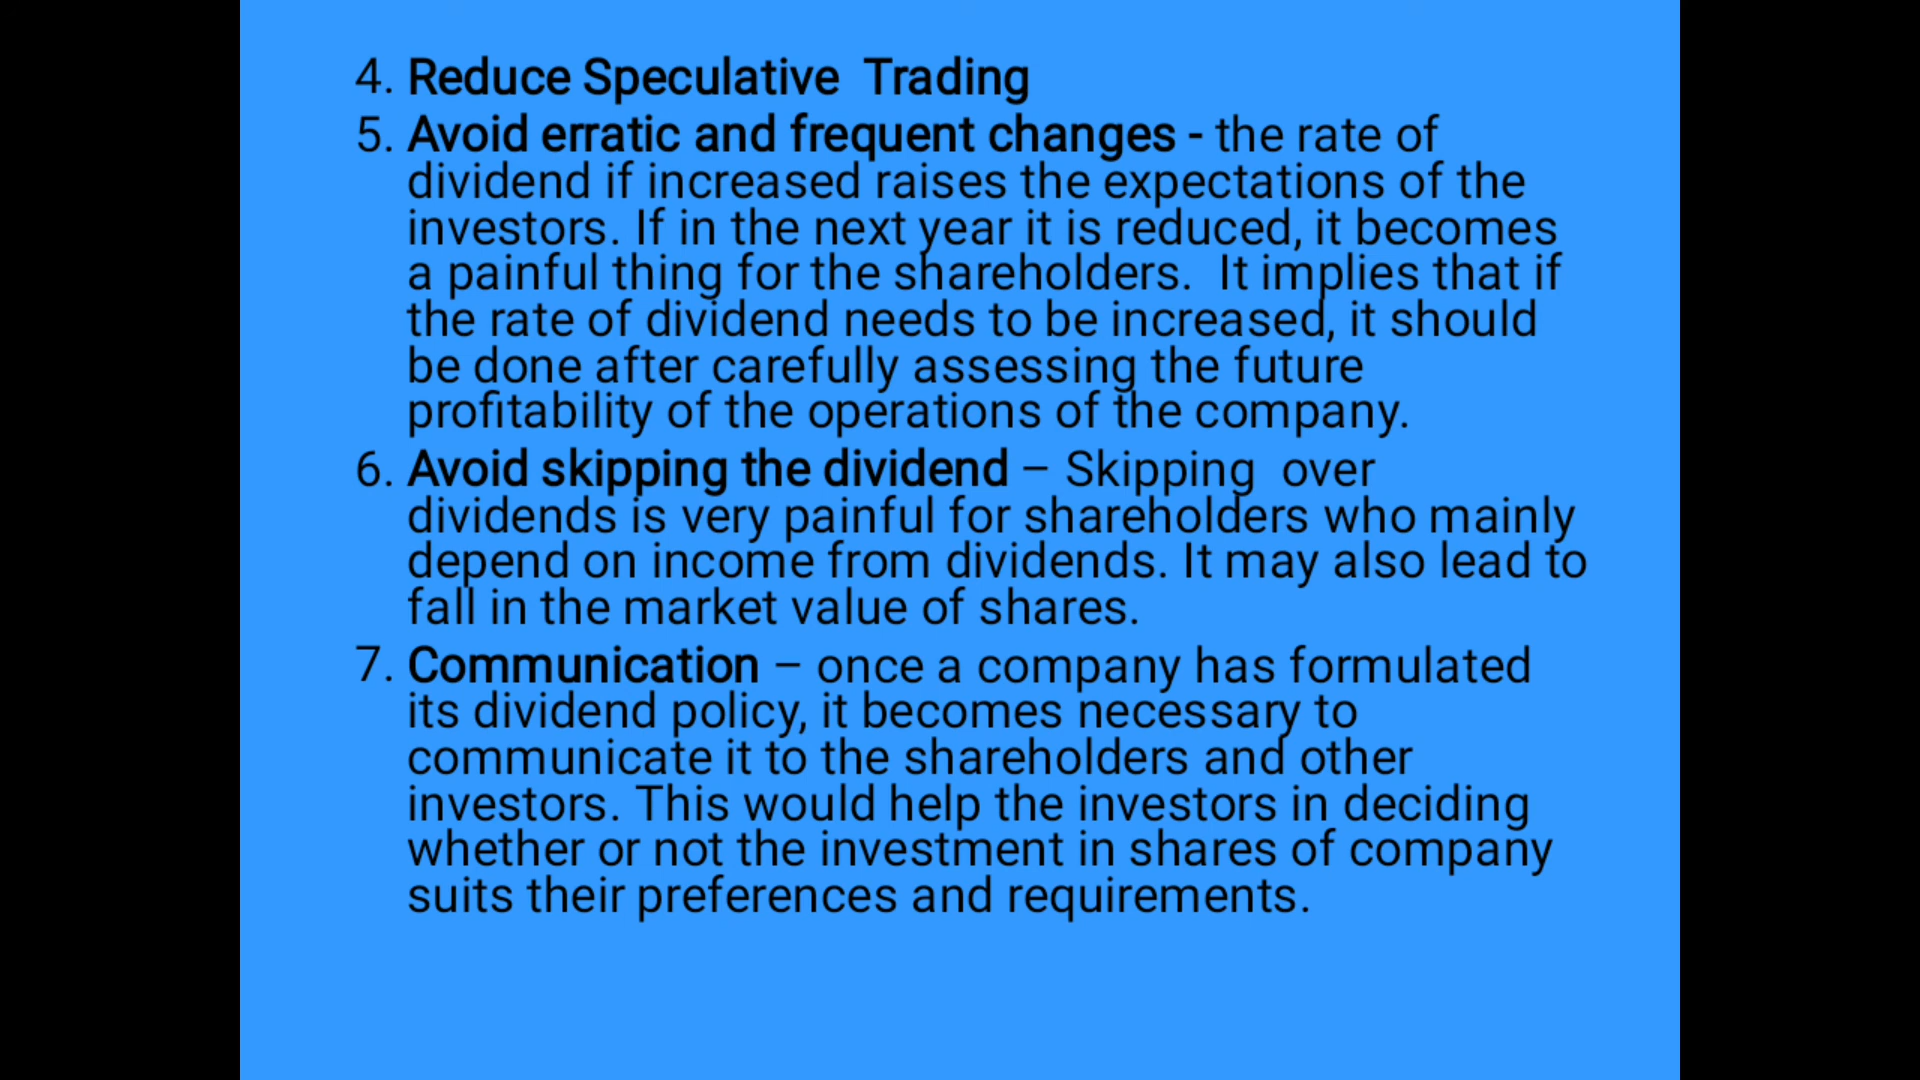 4. Reduce Speculative Trading
5. Avoid erratic and frequent changes - the rate of
dividend if increased raises the expectations of the
investors. If in the next year it is reduced, it becomes
a painful thing for the shareholders. It implies that if
the rate of dividend needs to be increased, it should
be done after carefully assessing the future
profitability of the operations of the company.
6. Avoid skipping the dividend – Skipping over
dividends is very painful for shareholders who mainly
depend on income from dividends. It may also lead to
fall in the market value of shares.
7. Communication – once a company has formulated
its dividend policy, it becomes necessary to
communicate it to the shareholders and other
investors. This would help the investors in deciding
whether or not the investment in shares of company
suits their preferences and requirements.